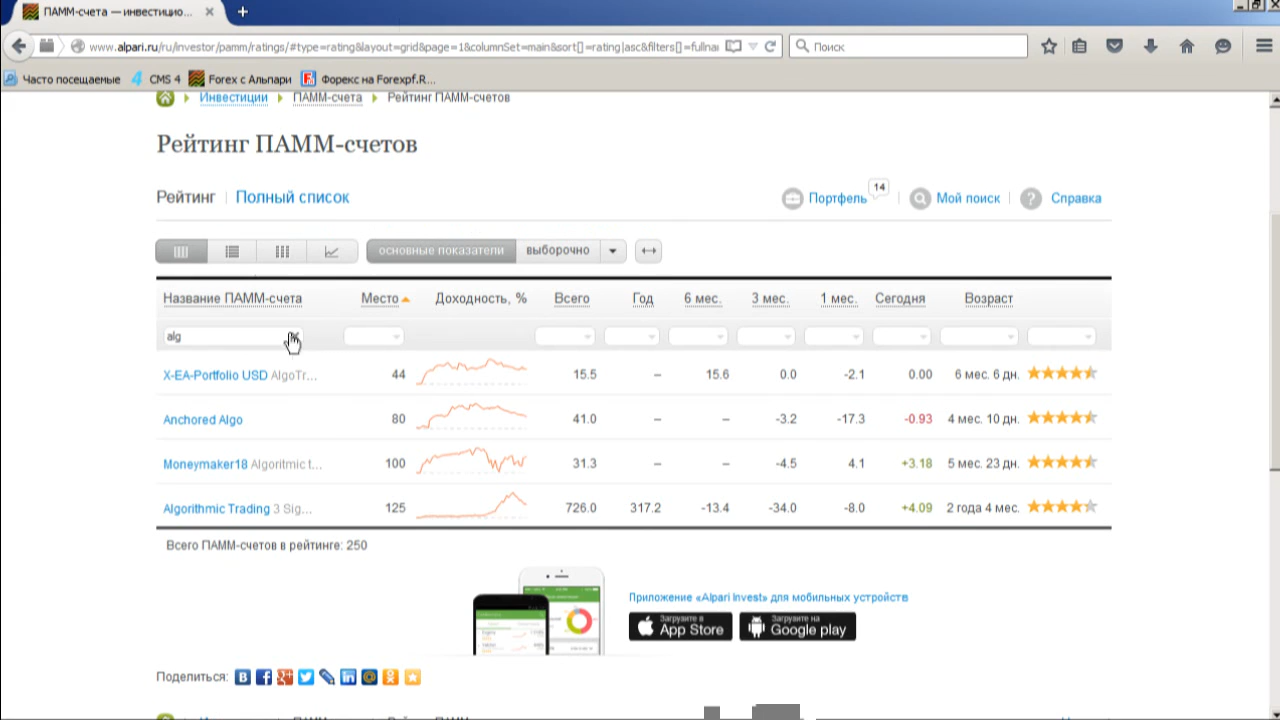 ПАММ-счета — инвестицио...
www.alpari.ru/ru/investor/pamm/ratings/#type=rating&layout=grid&page=1&columnSet=main&sort[]=rating|asc&filters[]=fullna
Поиск
Часто посещаемые CMS 4 Forex с Альпари Форекс на Forexpf.R...
Инвестиции ПАММ-счета Рейтинг ПАММ-счетов
Рейтинг ПАММ-счетов
Рейтинг Полный список Портфель 14 Мой поиск ? Справка
основные показатели выборочно
Название ПАММ-счета Место Доходность, % Всего Год 6 мес. 3 мес. 1 мес. Сегодня Возраст
alg
X-EA-Portfolio USD AlgoTr... 44 15.5 – 15.6 0.0 -2.1 0.00 6 мес. 6 дн.
Anchored Algo 80 41.0 – – -3.2 -17.3 -0.93 4 мес. 10 дн.
Moneymaker18 Algoritmic t... 100 31.3 – – -4.5 4.1 +3.18 5 мес. 23 дн.
Algorithmic Trading 3 Sig... 125 726.0 317.2 -13.4 -34.0 -8.0 +4.09 2 года 4 мес.
Всего ПАММ-счетов в рейтинге: 250
Приложение «Alpari Invest» для мобильных устройств
Загрузите в App Store Загрузите на Google play
Поделиться: